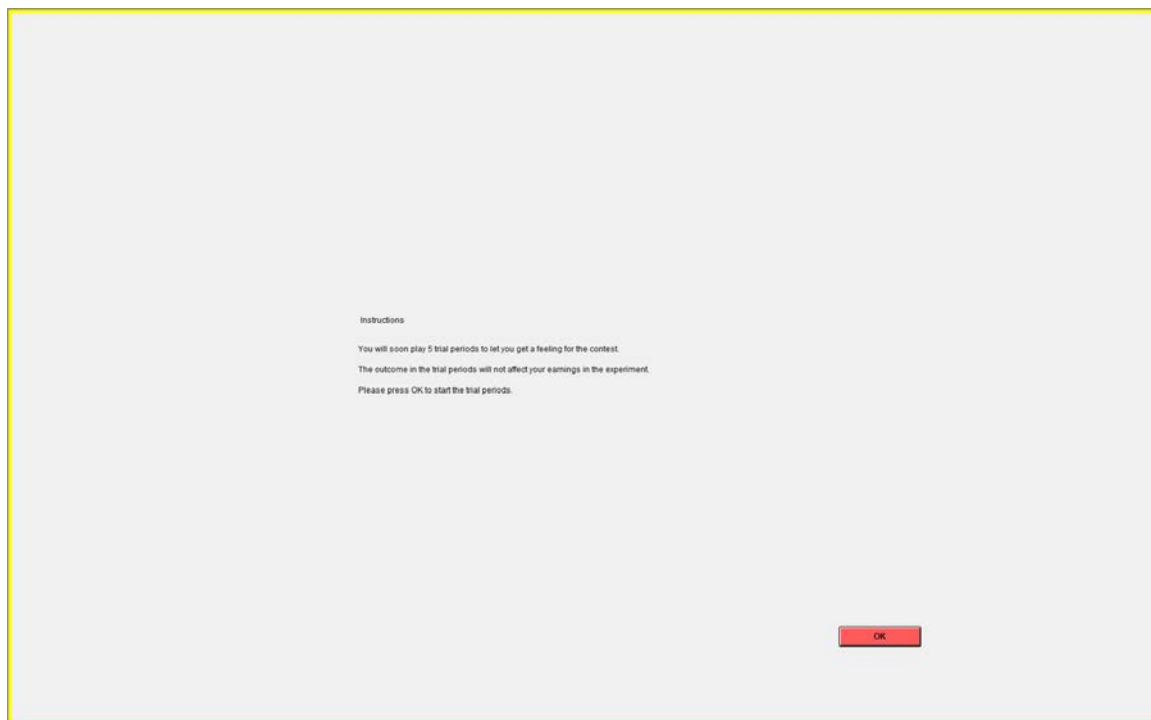 Instructions
You will soon play 5 trial periods to let you get a feeling for the contest.
The outcome in the trial periods will not affect your earnings in the experiment.
Please press OK to start the trial periods.
OK